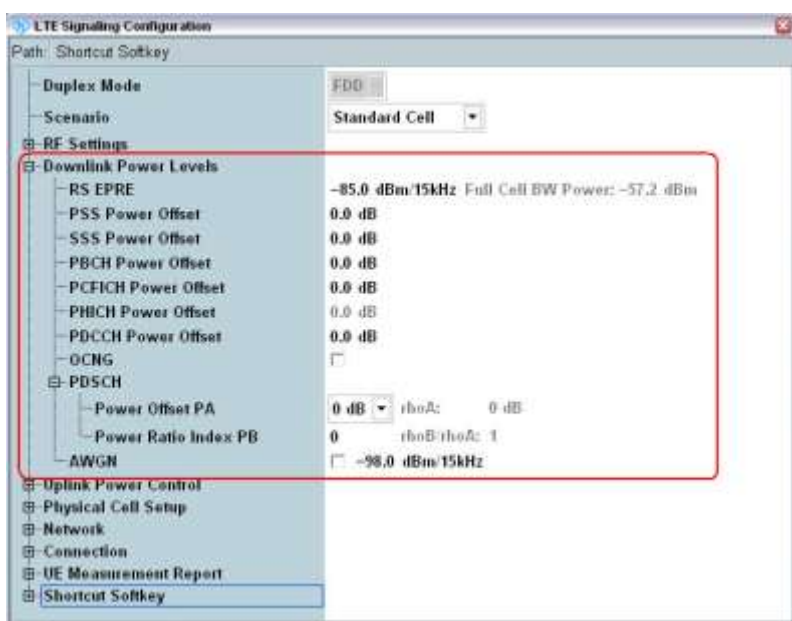 LTE Signaling Configuration
Path: Shortcut Softkey
Duplex Mode FDD
Scenario Standard Cell
RF Settings
Downlink Power Levels
RS EPRE -85.0 dBm/15kHz Full Cell BW Power: -57.2 dBm
PSS Power Offset 0.0 dB
SSS Power Offset 0.0 dB
PBCH Power Offset 0.0 dB
PCFICH Power Offset 0.0 dB
PHICH Power Offset 0.0 dB
PDCCH Power Offset 0.0 dB
OCNG
PDSCH
Power Offset PA 0 dB rhoA: 0 dB
Power Ratio Index PB 0 rhoB/rhoA: 1
AWGN -98.0 dBm/15kHz
Uplink Power Control
Physical Cell Setup
Network
Connection
UE Measurement Report
Shortcut Softkey